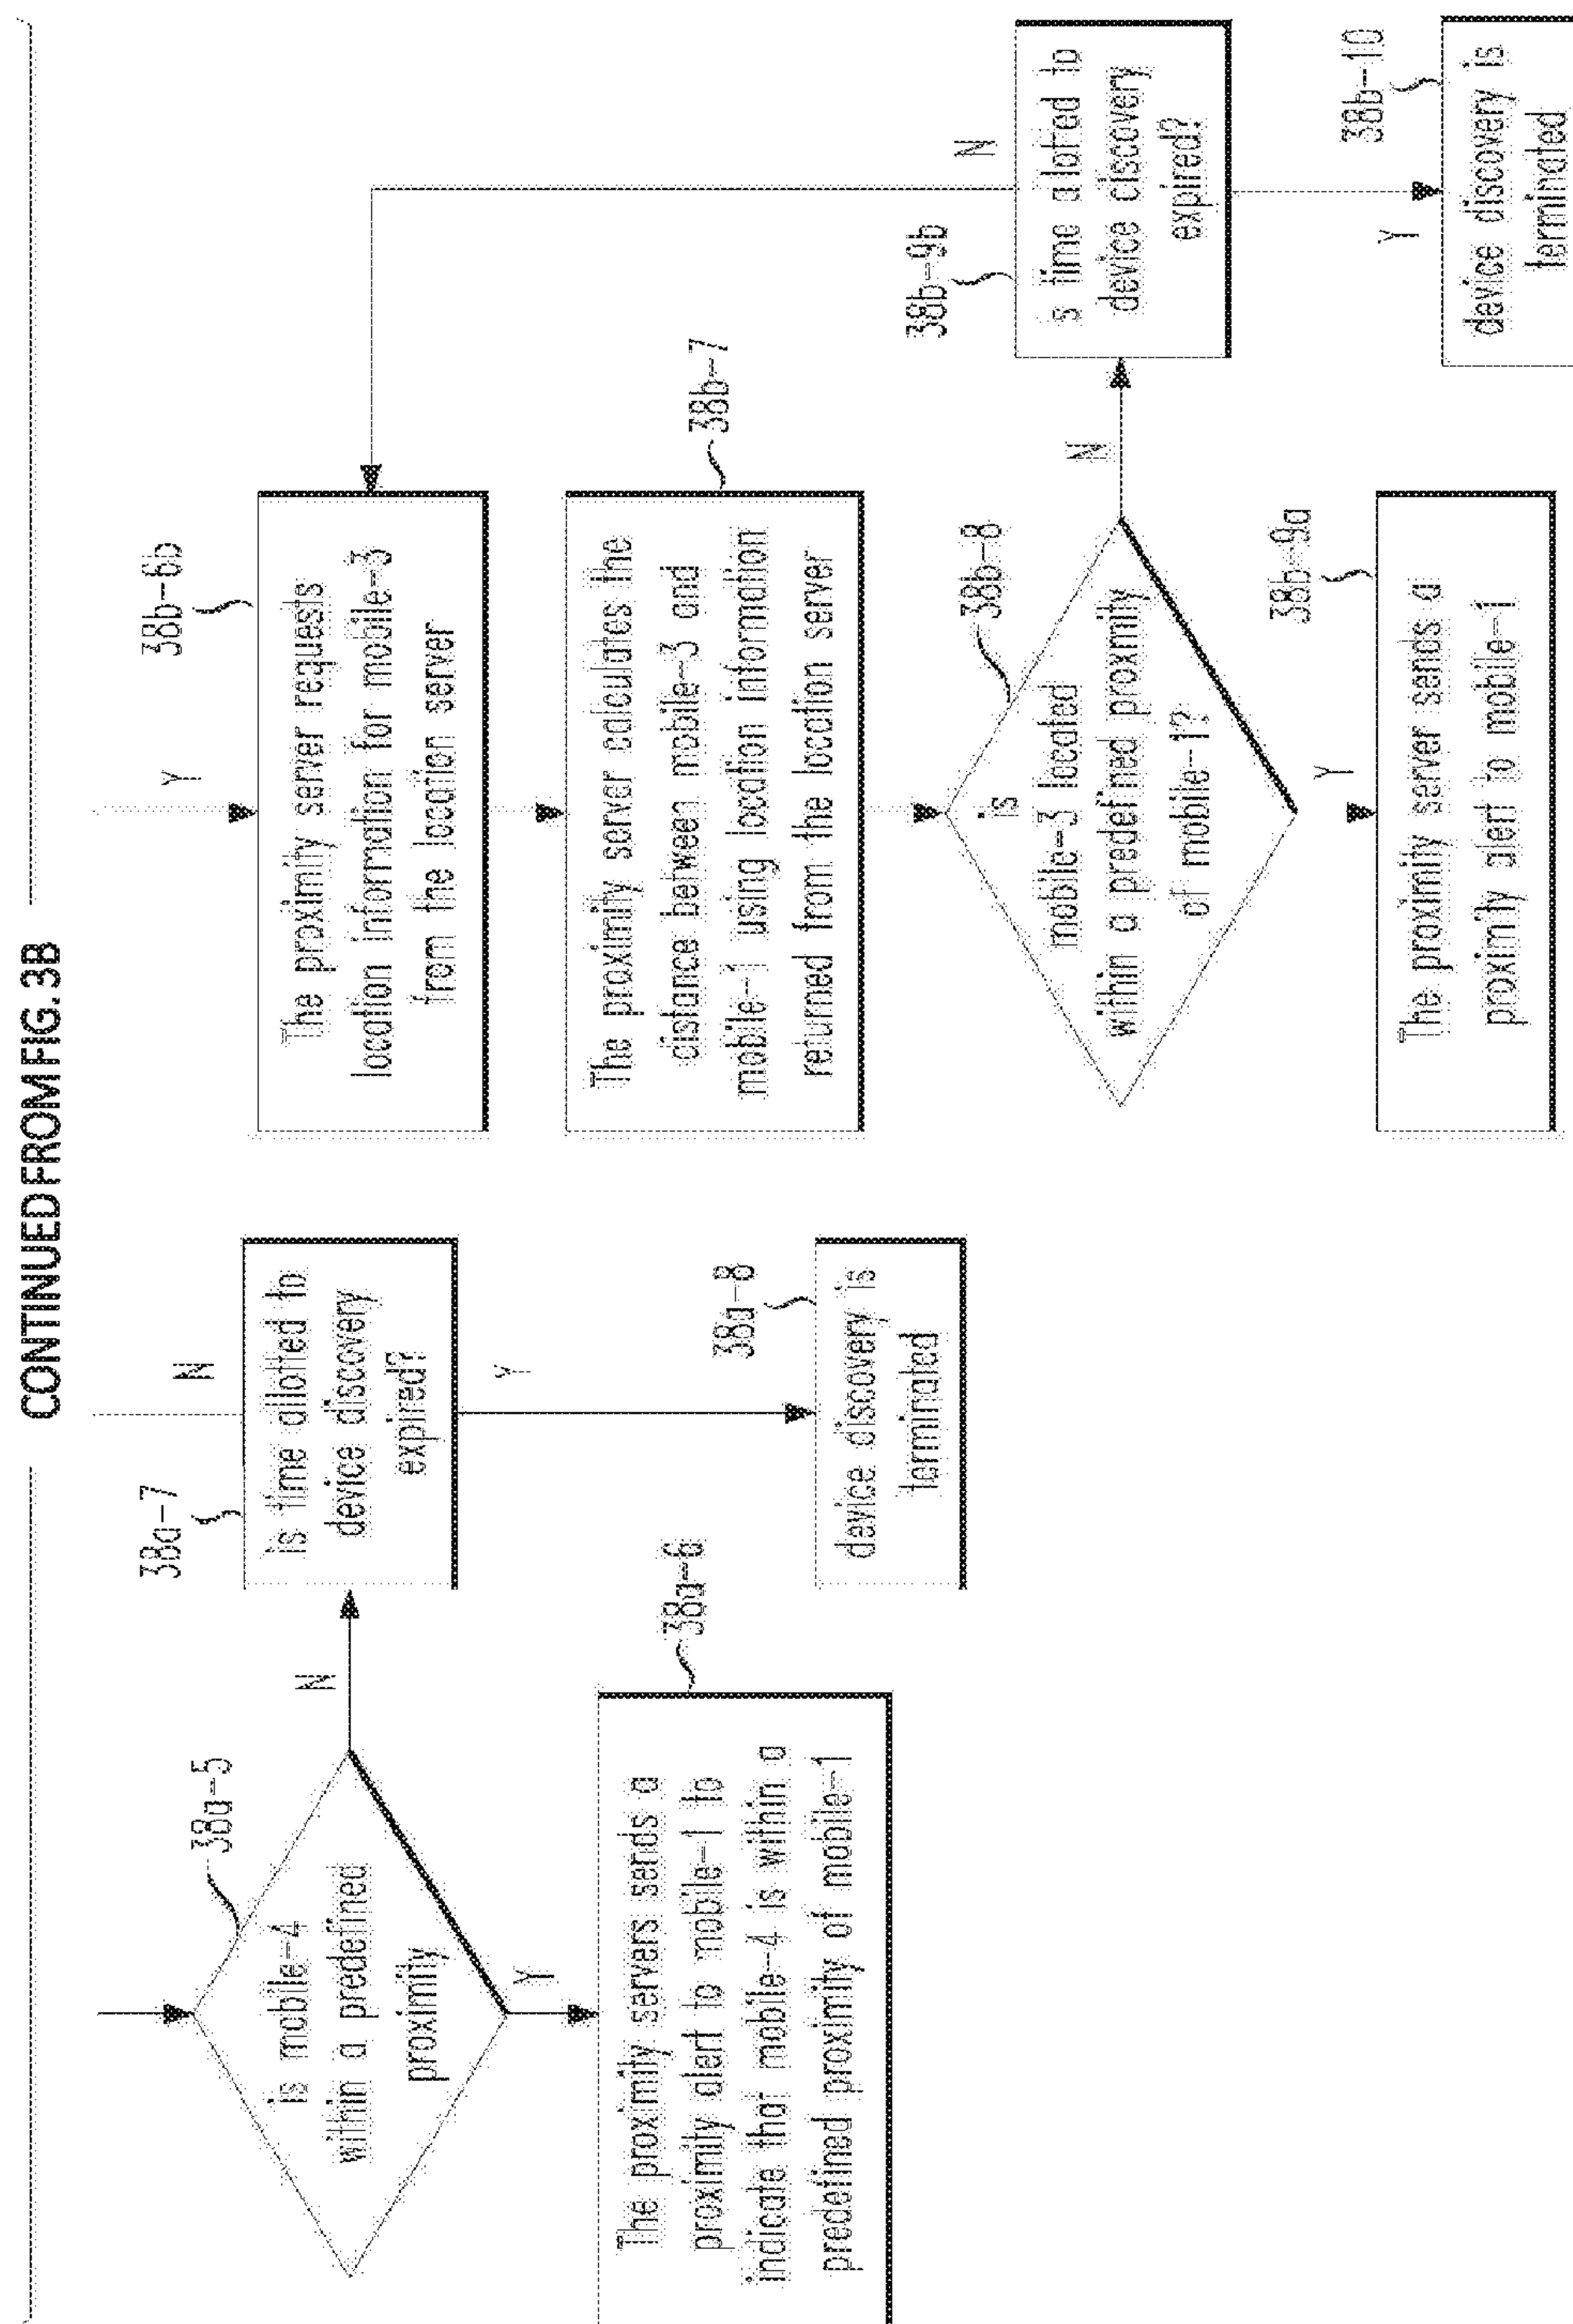 CONTINUED FROM FIG. 3B
38a-5
is mobile-4
within a predefined
proximity
N
Y
38a-7
is time allotted to
device discovery
expired?
N
Y
38a-6
The proximity servers sends a
proximity alert to mobile-1 to
indicate that mobile-4 is within a
predefined proximity of mobile-1
38a-8
device discovery is
terminated
Y
38b-6b
The proximity server requests
location information for mobile-3
from the location server
38b-7
The proximity server calculates the
distance between mobile-3 and
mobile-1 using location information
returned from the location server
38b-8
is
mobile-3 located
within a predefined proximity
of mobile-1?
N
Y
38b-9b
s time allotted to
device discovery
expired?
N
Y
38b-9a
The proximity server sends a
proximity alert to mobile-1
38b-10
device discovery is
terminated